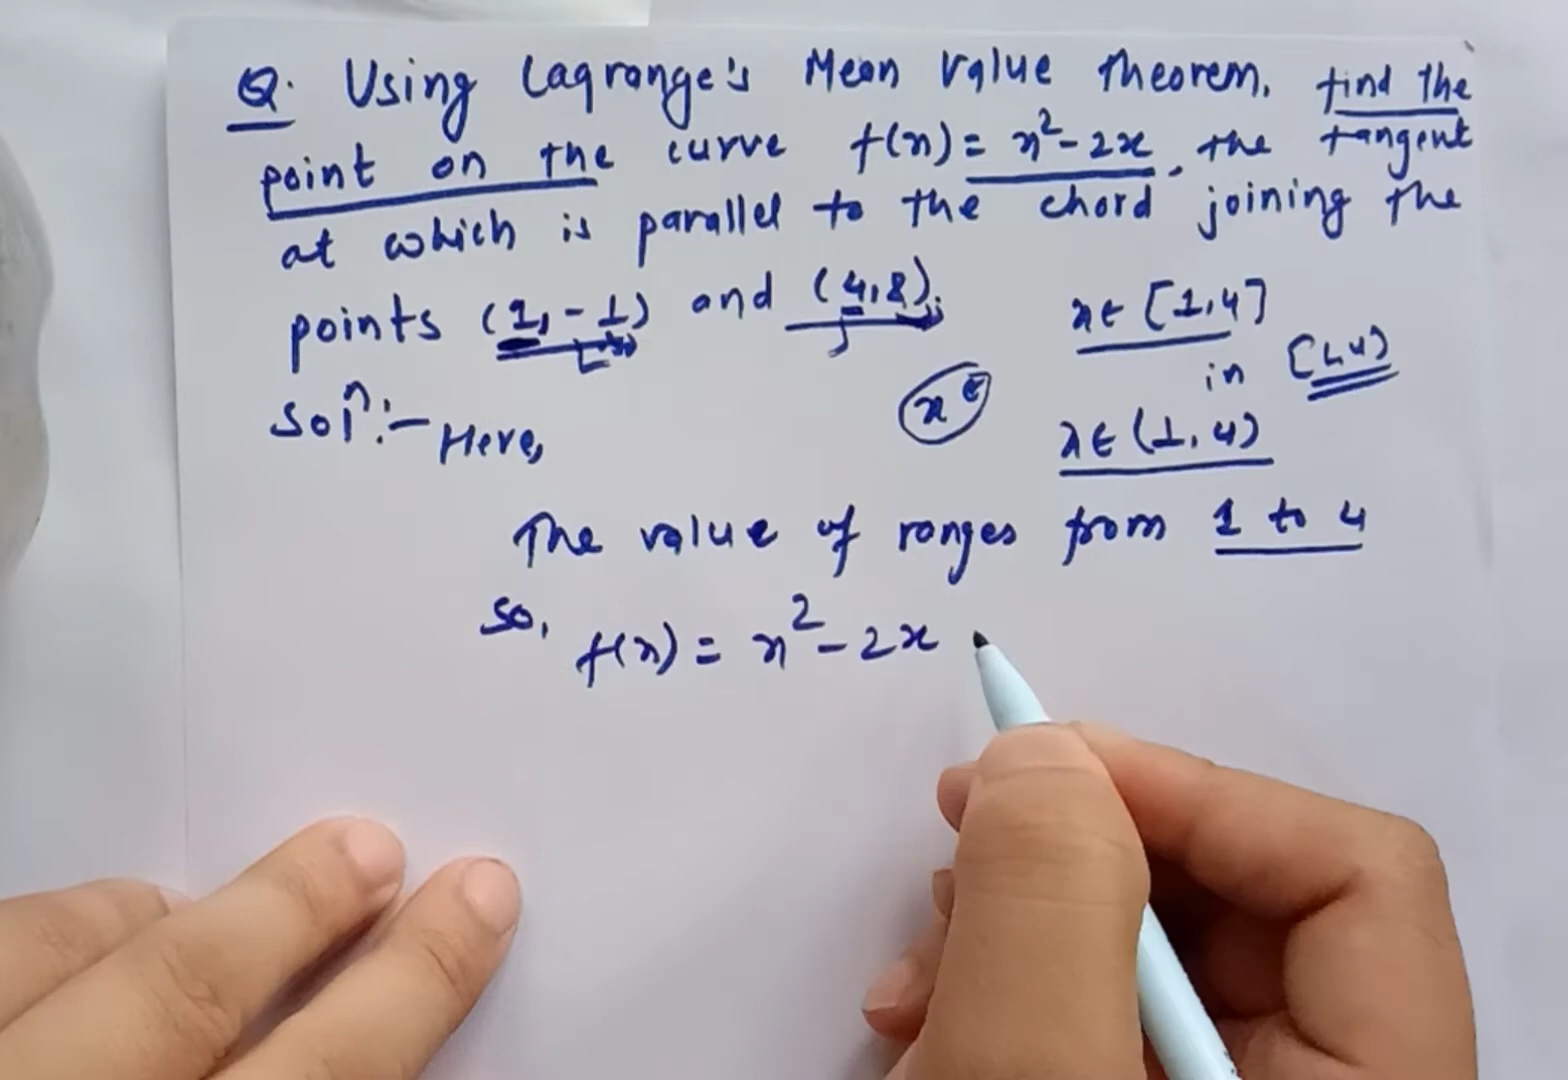 Q. Using Lagrange's Mean Value Theorem, find the
point on the curve f(x) = x² - 2x, the tangent
at which is parallel to the chord joining the
points (1, -1) and (4, 8).
x ∈ [1, 4]
in [1, 4)
x ∈
x ∈ (1, 4)
Solⁿ:- Here,
The value of ranges from 1 to 4
So, f(x) = x² - 2x